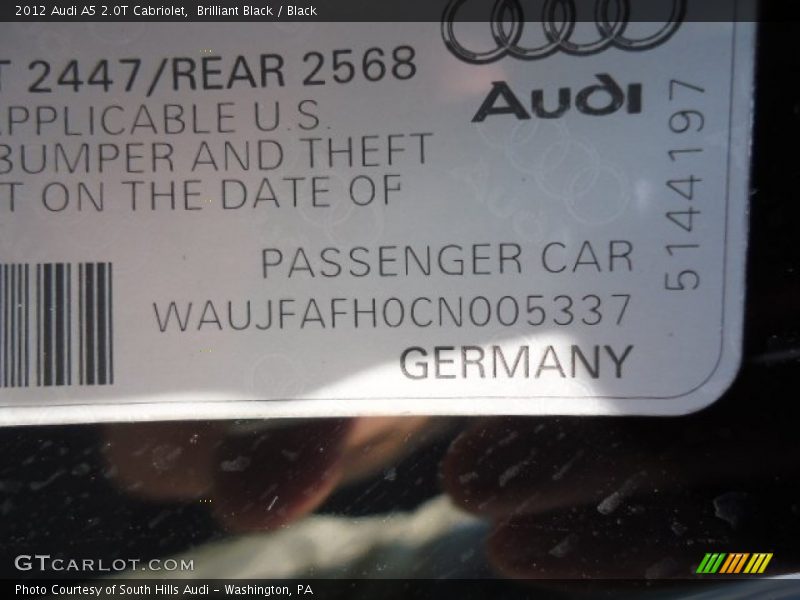 2012 Audi A5 2.0T Cabriolet, Brilliant Black / Black
T 2447/REAR 2568
Audi
APPLICABLE U.S.
BUMPER AND THEFT
T ON THE DATE OF
5144197
PASSENGER CAR
WAUJFAFH0CN005337
GERMANY
GTCARLOT.COM
Photo Courtesy of South Hills Audi - Washington, PA